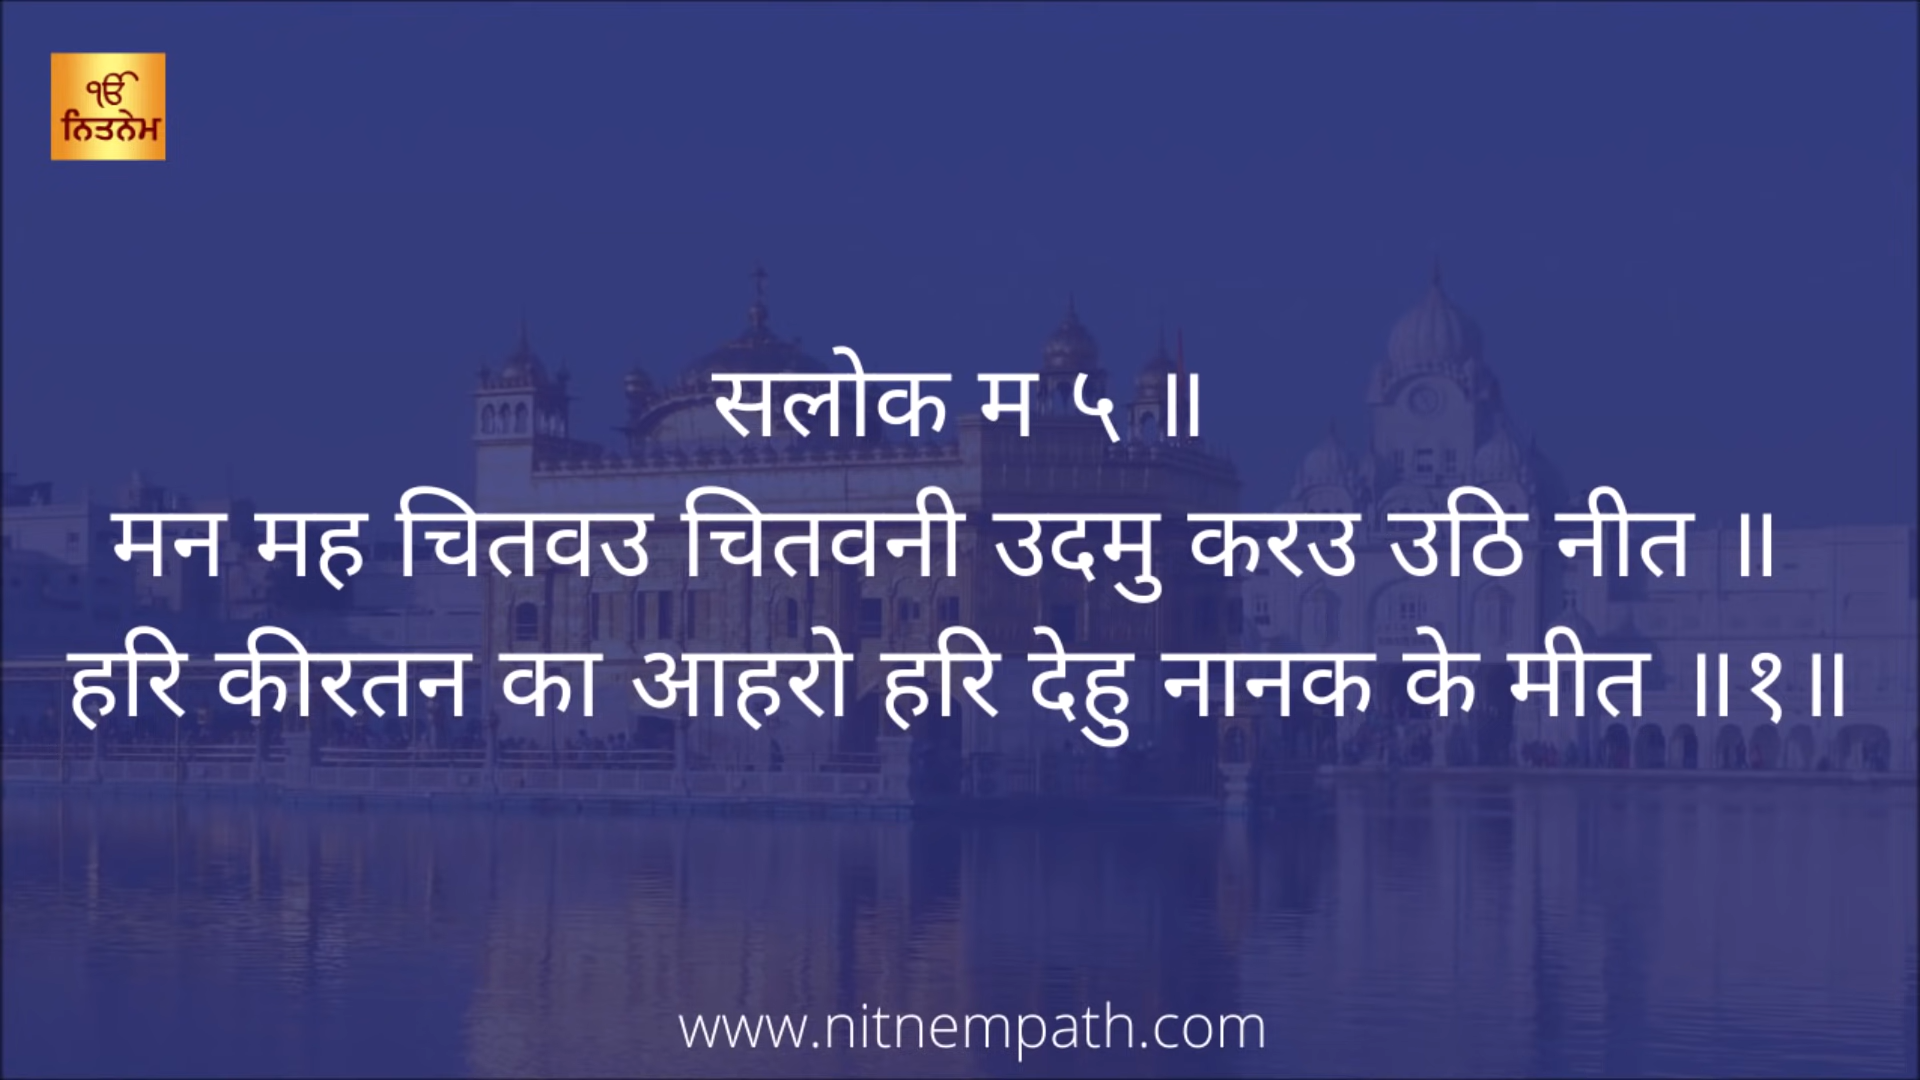 ੴ
ਨਿਤਨੇਮ
सलोक म ५ ॥
मन मह चितवउ चितवनी उदमु करउ उठि नीत ॥
हरि कीरतन का आहरो हरि देहु नानक के मीत ॥१॥
www.nitnempath.com